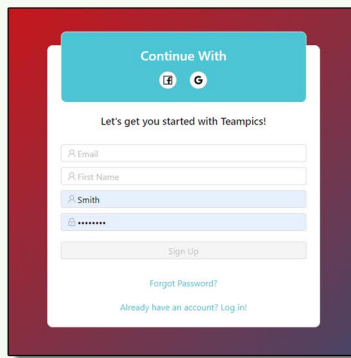 Continue With
G
Let's get you started with Teampics!
Email
First Name
Smith
••••••••
Sign Up
Forgot Password?
Already have an account? Log in!